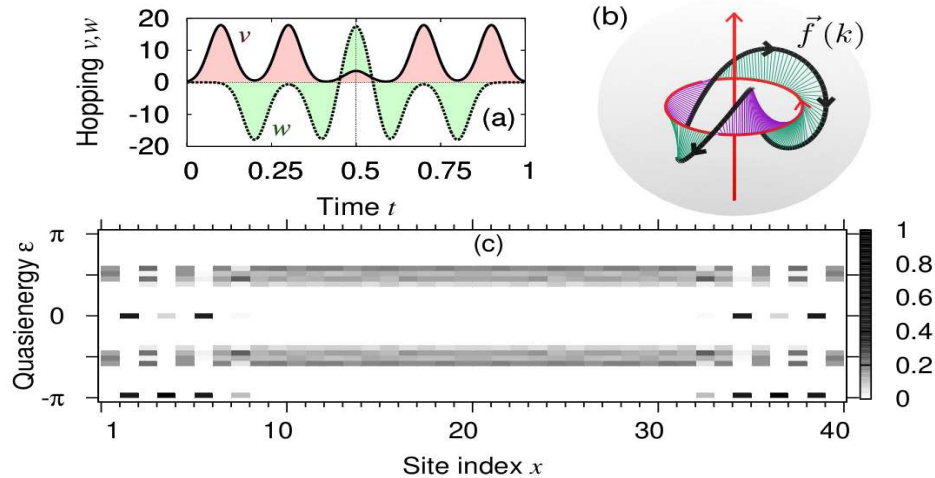 20
10
0
-10
-20
Hopping v,w
v
w
(a)
0 0.25 0.5 0.75 1
Time t
(b)
f⃗(k)
(c)
Quasienergy ε
π
0
-π
1 10 20 30 40
Site index x
1
0.8
0.6
0.4
0.2
0